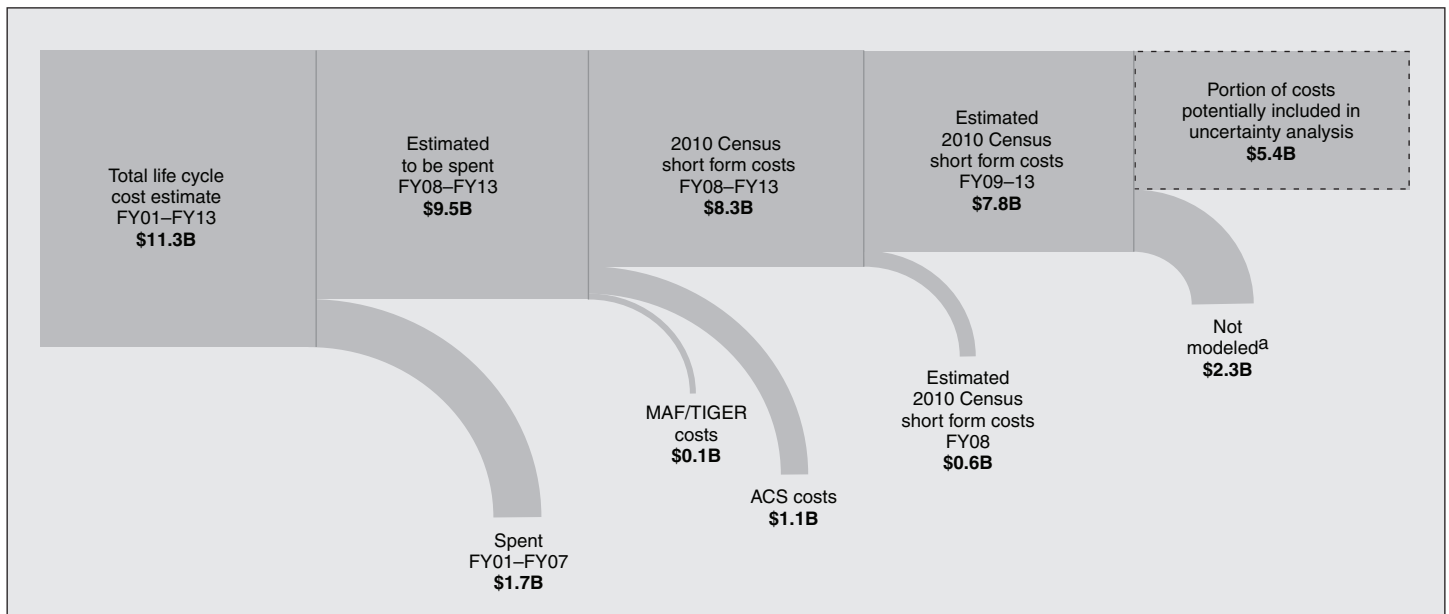 Total life cycle
cost estimate
FY01–FY13
$11.3B
Estimated
to be spent
FY08–FY13
$9.5B
2010 Census
short form costs
FY08–FY13
$8.3B
Estimated
2010 Census
short form costs
FY09–13
$7.8B
Portion of costs
potentially included in
uncertainty analysis
$5.4B
Not
modeleda
$2.3B
Estimated
2010 Census
short form costs
FY08
$0.6B
MAF/TIGER
costs
$0.1B
ACS costs
$1.1B
Spent
FY01–FY07
$1.7B